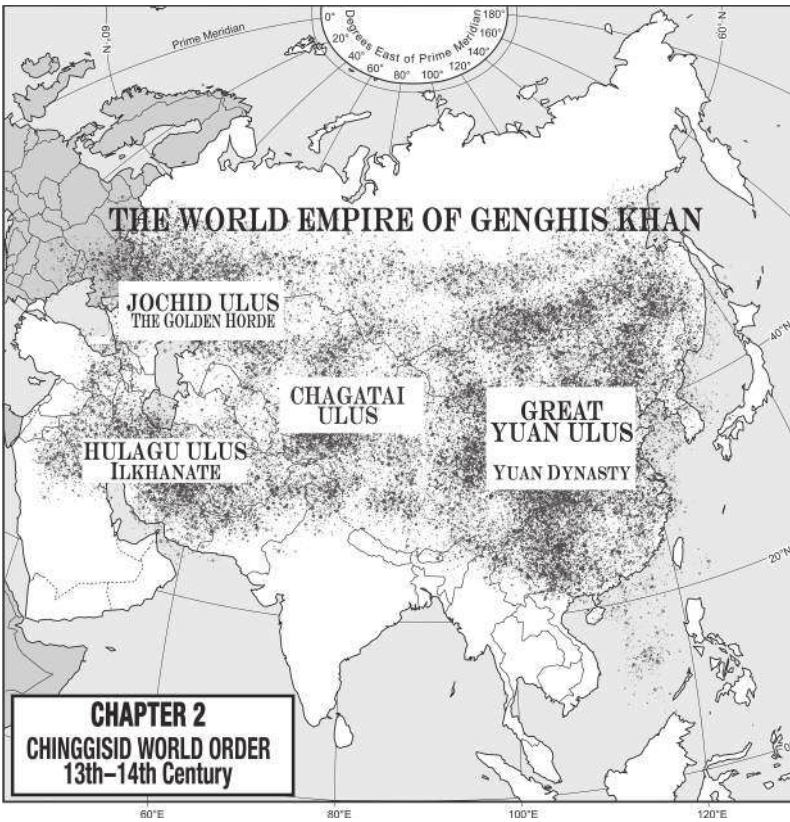 60°N
Prime Meridian
0°
20°
40°
60°
80°
100°
120°
140°
160°
180°
Degrees East of Prime Meridian
60°N
THE WORLD EMPIRE OF GENGHIS KHAN
JOCHID ULUS
THE GOLDEN HORDE
40°N
CHAGATAI
ULUS
GREAT
YUAN ULUS
YUAN DYNASTY
HULAGU ULUS
ILKHANATE
20°N
CHAPTER 2
CHINGGISID WORLD ORDER
13th–14th Century
60°E
80°E
100°E
120°E